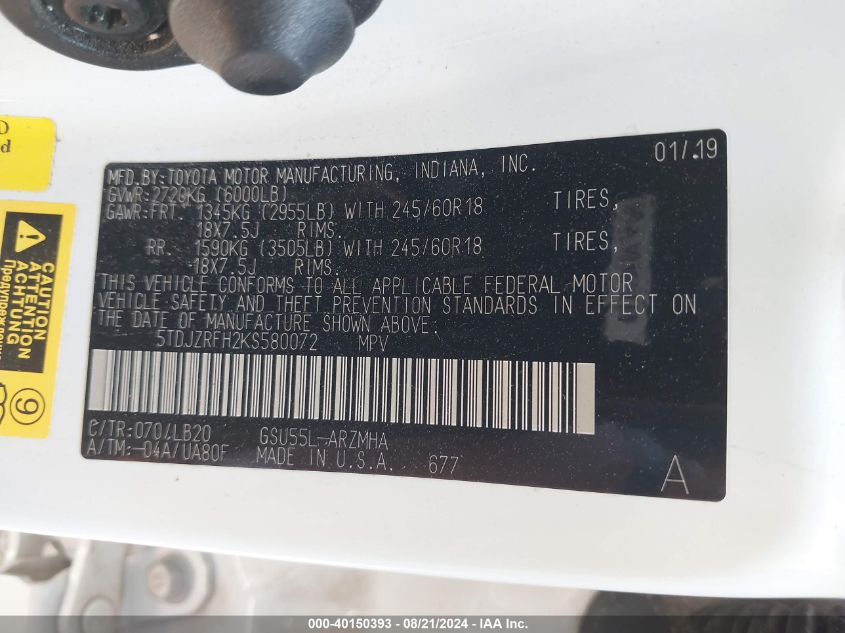 D
d
CAUTION
ATTENTION
ACHTUNG
9
MFD.BY:TOYOTA MOTOR MANUFACTURING, INDIANA, INC. 01/19
GVWR:2720KG (6000LB)
GAWR:FRT. 1345KG (2955LB) WITH 245/60R18 TIRES,
18X7.5J RIMS.
RR. 1590KG (3505LB) WITH 245/60R18 TIRES,
18X7.5J RIMS.
THIS VEHICLE CONFORMS TO ALL APPLICABLE FEDERAL MOTOR
VEHICLE SAFETY AND THEFT PREVENTION STANDARDS IN EFFECT ON
THE DATE OF MANUFACTURE SHOWN ABOVE.
5TDJZRFH2KS580072 MPV
C/TR:070/LB20 GSU55L-ARZMHA
A/TM:-04A/UA80F MADE IN U.S.A. 677
A
000-40150393 - 08/21/2024 - IAA Inc.